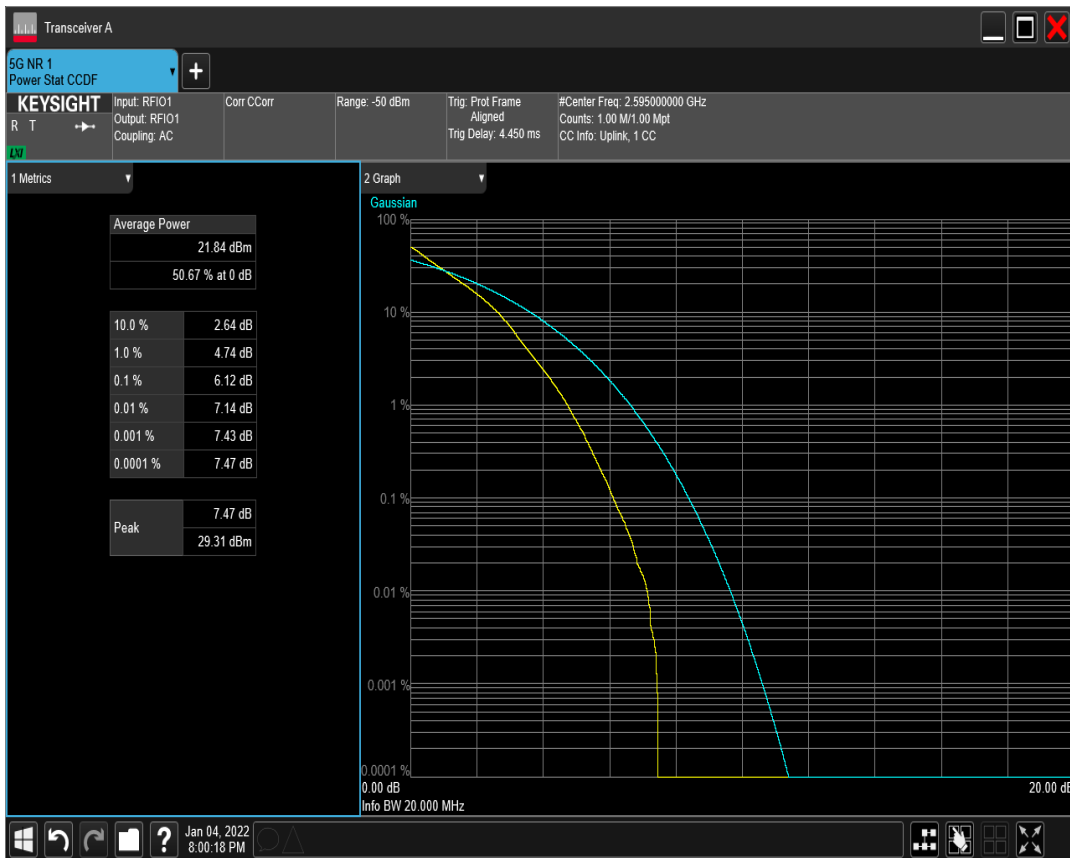 Transceiver A
5G NR 1
Power Stat CCDF
+
KEYSIGHT
R T
LXI
Input: RFIO1
Output: RFIO1
Coupling: AC
Corr CCorr
Range: -50 dBm
Trig: Prot Frame
Aligned
Trig Delay: 4.450 ms
#Center Freq: 2.595000000 GHz
Counts: 1.00 M/1.00 Mpt
CC Info: Uplink, 1 CC
1 Metrics
Average Power
21.84 dBm
50.67 % at 0 dB
10.0 % 2.64 dB
1.0 % 4.74 dB
0.1 % 6.12 dB
0.01 % 7.14 dB
0.001 % 7.43 dB
0.0001 % 7.47 dB
Peak
7.47 dB
29.31 dBm
2 Graph
Gaussian
100 %
10 %
1 %
0.1 %
0.01 %
0.001 %
0.0001 %
0.00 dB 20.00 dB
Info BW 20.000 MHz
?
Jan 04, 2022
8:00:18 PM